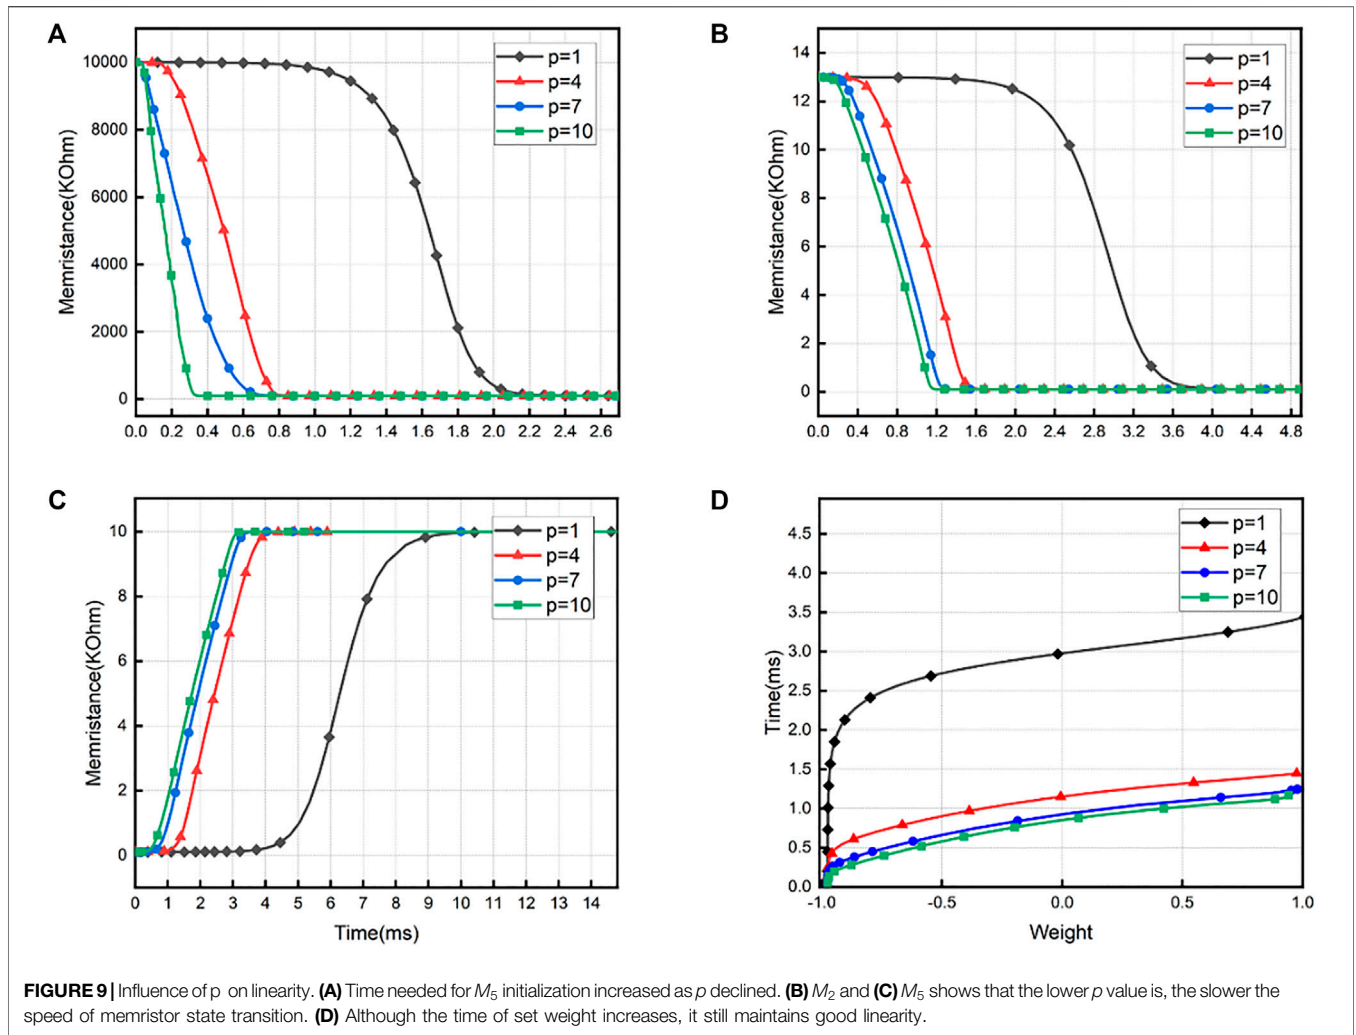 A
Memristance(KOhm)
10000
8000
6000
4000
2000
0
0.0 0.2 0.4 0.6 0.8 1.0 1.2 1.4 1.6 1.8 2.0 2.2 2.4 2.6
p=1
p=4
p=7
p=10
B
Memristance(KOhm)
14
12
10
8
6
4
2
0
0.0 0.4 0.8 1.2 1.6 2.0 2.4 2.8 3.2 3.6 4.0 4.4 4.8
p=1
p=4
p=7
p=10
C
Memristance(KOhm)
10
8
6
4
2
0
0 1 2 3 4 5 6 7 8 9 10 11 12 13 14
Time(ms)
p=1
p=4
p=7
p=10
D
Time(ms)
4.5
4.0
3.5
3.0
2.5
2.0
1.5
1.0
0.5
0.0
-1.0 -0.5 0.0 0.5 1.0
Weight
p=1
p=4
p=7
p=10
FIGURE 9 | Influence of p on linearity. (A) Time needed for M5 initialization increased as p declined. (B) M2 and (C) M5 shows that the lower p value is, the slower the
speed of memristor state transition. (D) Although the time of set weight increases, it still maintains good linearity.